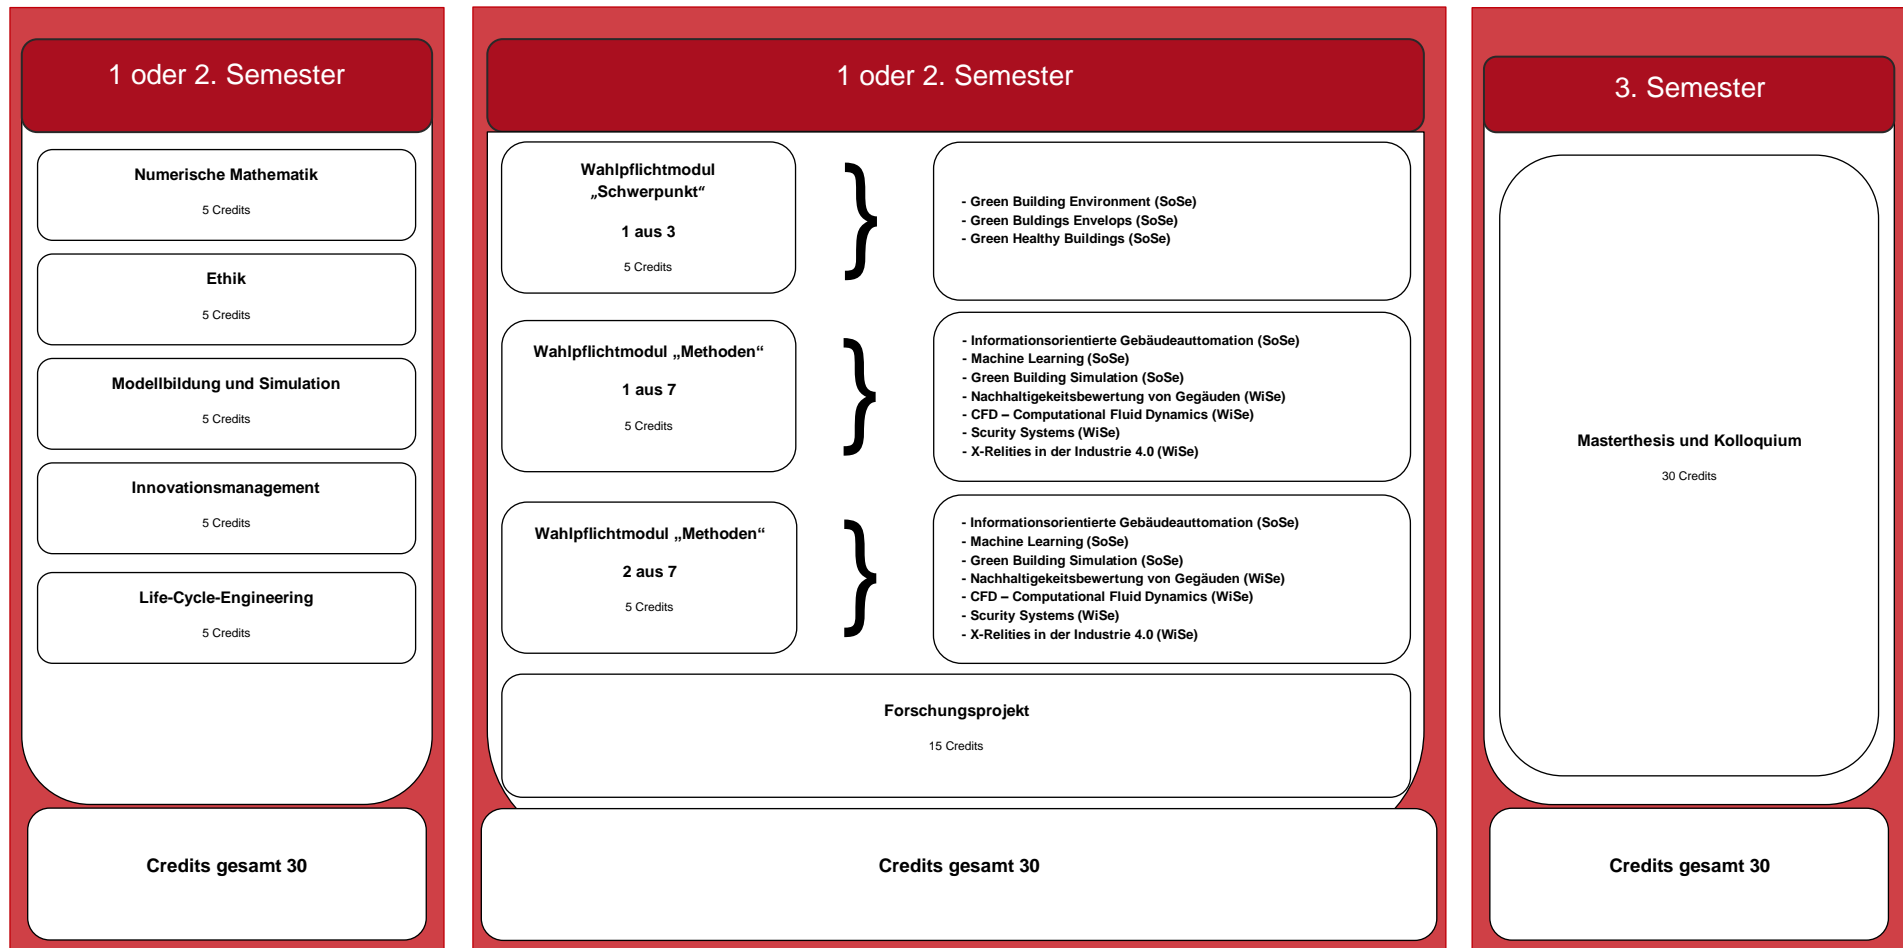 1 oder 2. Semester
Numerische Mathematik
5 Credits
Ethik
5 Credits
Modellbildung und Simulation
5 Credits
Innovationsmanagement
5 Credits
Life-Cycle-Engineering
5 Credits
Credits gesamt 30
1 oder 2. Semester
Wahlpflichtmodul
„Schwerpunkt“
1 aus 3
5 Credits
}
- Green Building Environment (SoSe)
- Green Buldings Envelops (SoSe)
- Green Healthy Buildings (SoSe)
Wahlpflichtmodul „Methoden“
1 aus 7
5 Credits
}
- Informationsorientierte Gebäudeauttomation (SoSe)
- Machine Learning (SoSe)
- Green Building Simulation (SoSe)
- Nachhaltigekeitsbewertung von Gegäuden (WiSe)
- CFD – Computational Fluid Dynamics (WiSe)
- Scurity Systems (WiSe)
- X-Relities in der Industrie 4.0 (WiSe)
Wahlpflichtmodul „Methoden“
2 aus 7
5 Credits
}
- Informationsorientierte Gebäudeauttomation (SoSe)
- Machine Learning (SoSe)
- Green Building Simulation (SoSe)
- Nachhaltigekeitsbewertung von Gegäuden (WiSe)
- CFD – Computational Fluid Dynamics (WiSe)
- Scurity Systems (WiSe)
- X-Relities in der Industrie 4.0 (WiSe)
Forschungsprojekt
15 Credits
Credits gesamt 30
3. Semester
Masterthesis und Kolloquium
30 Credits
Credits gesamt 30